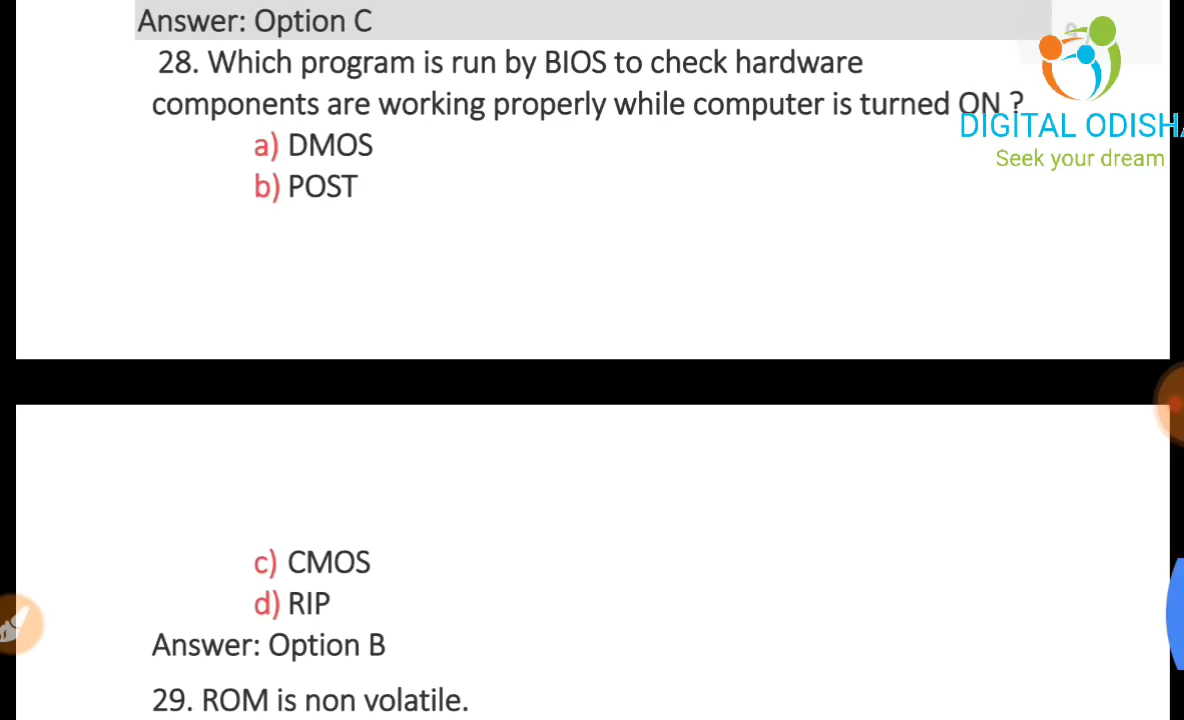 Answer: Option C
28. Which program is run by BIOS to check hardware
components are working properly while computer is turned ON ?
DIGITAL ODISHA
Seek your dream
a) DMOS
b) POST
c) CMOS
d) RIP
Answer: Option B
29. ROM is non volatile.